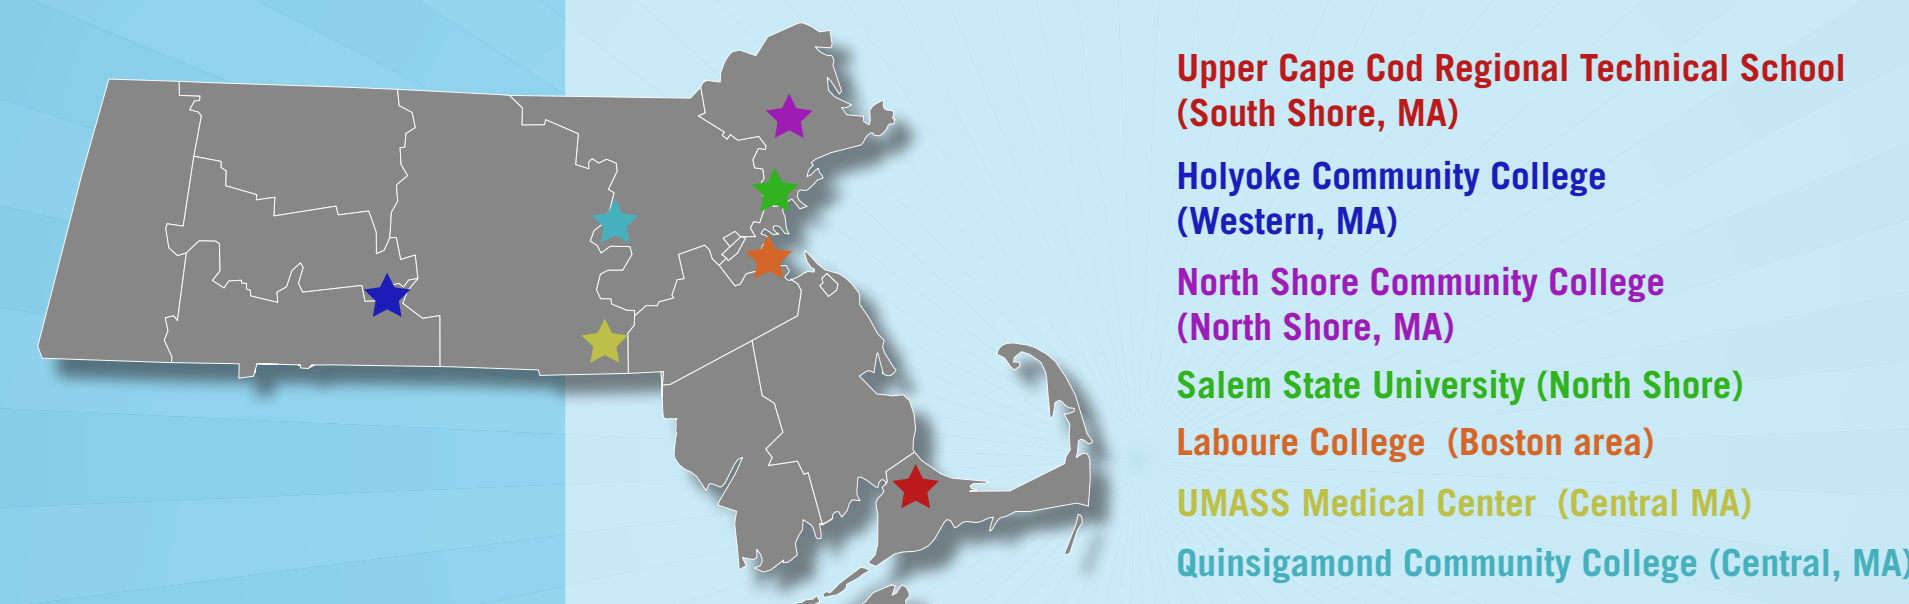 Upper Cape Cod Regional Technical School
(South Shore, MA)
Holyoke Community College
(Western, MA)
North Shore Community College
(North Shore, MA)
Salem State University (North Shore)
Laboure College (Boston area)
UMASS Medical Center (Central MA)
Quinsigamond Community College (Central, MA)